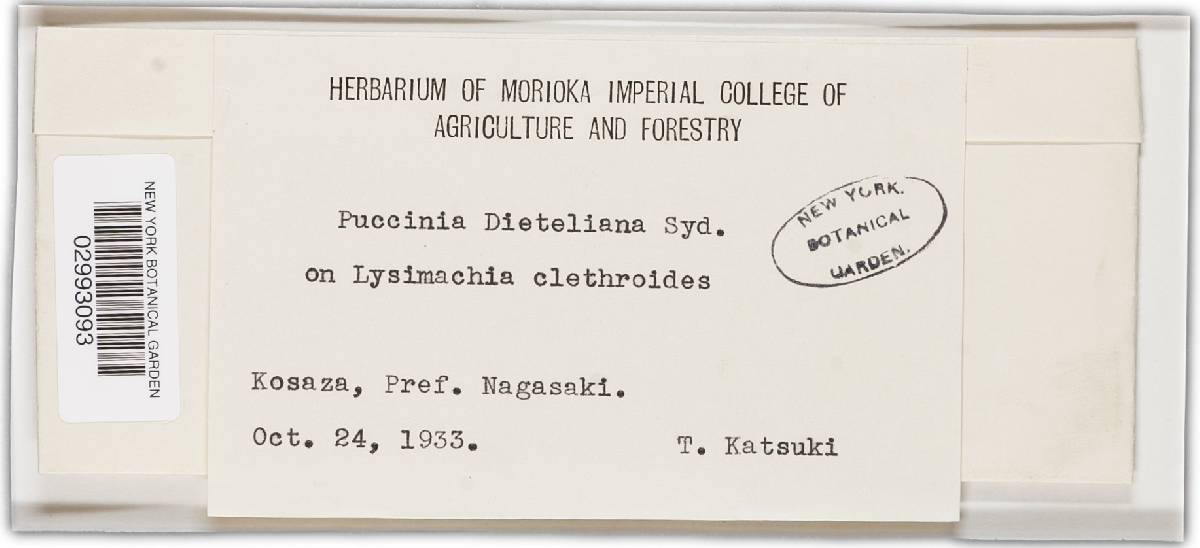 HERBARIUM OF MORIOKA IMPERIAL COLLEGE OF
AGRICULTURE AND FORESTRY
Puccinia Dieteliana Syd.
on Lysimachia clethroides
NEW YORK.
BOTANICAL
GARDEN.
Kosaza, Pref. Nagasaki.
Oct. 24, 1933.
T. Katsuki
NEW YORK BOTANICAL GARDEN
02993093